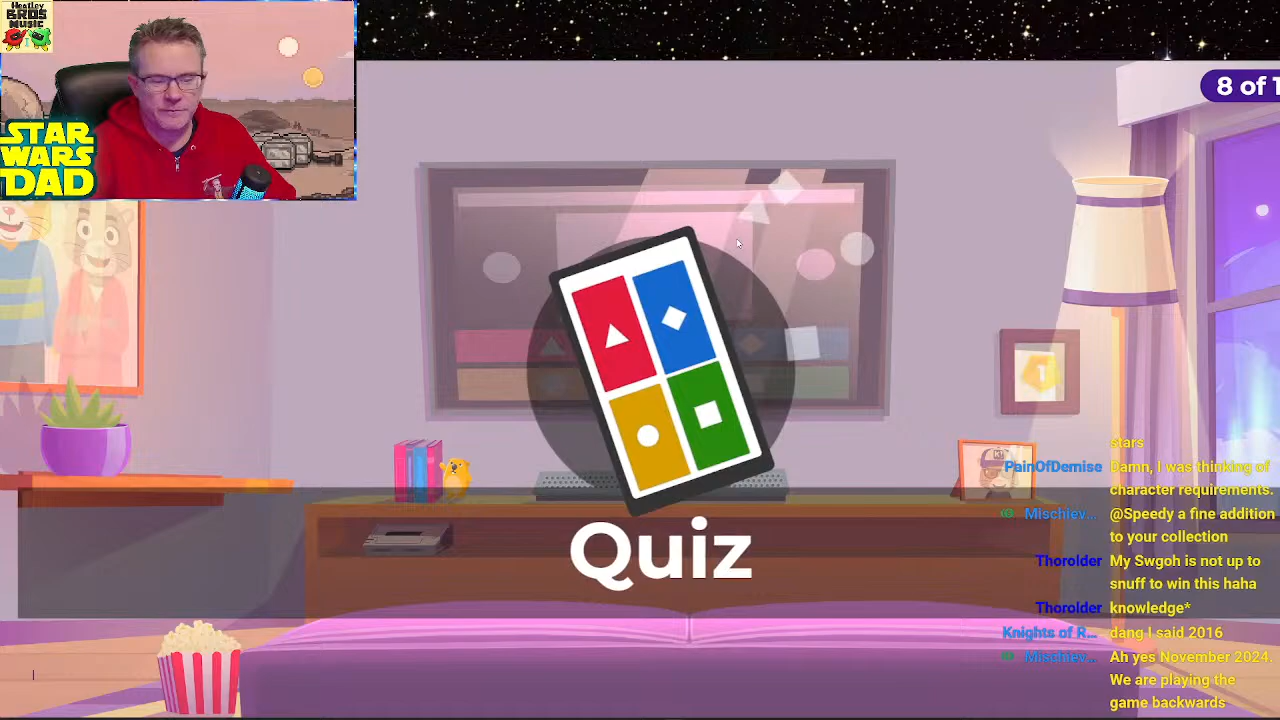 Heatley
BROS
Music
STAR
WARS
DAD
8 of 1
1
Quiz
stars
PainOfDemise Damn, I was thinking of
character requirements.
Mischiev... @Speedy a fine addition
to your collection
Thorolder My Swgoh is not up to
snuff to win this haha
Thorolder knowledge*
Knights of R... dang I said 2016
Mischiev... Ah yes November 2024.
We are playing the
game backwards